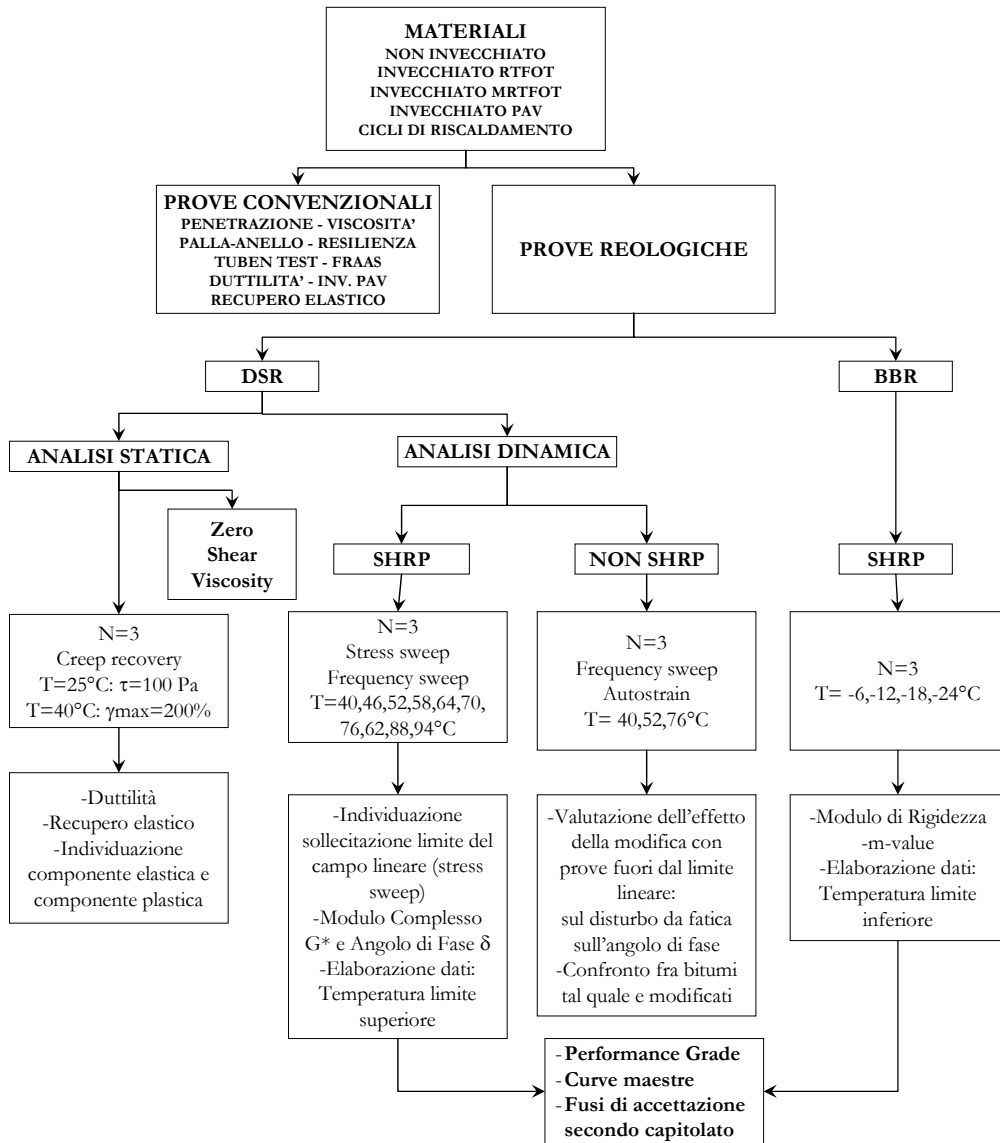 MATERIALI
NON INVECCHIATO
INVECCHIATO RTFOT
INVECCHIATO MRTFOT
INVECCHIATO PAV
CICLI DI RISCALDAMENTO
PROVE CONVENZIONALI
PENETRAZIONE - VISCOSITA'
PALLA-ANELLO - RESILIENZA
TUBEN TEST - FRAAS
DUTTILITA' - INV. PAV
RECUPERO ELASTICO
PROVE REOLOGICHE
DSR
BBR
ANALISI STATICA
ANALISI DINAMICA
Zero
Shear
Viscosity
SHRP
NON SHRP
SHRP
N=3
Creep recovery
T=25°C: τ=100 Pa
T=40°C: γmax=200%
N=3
Stress sweep
Frequency sweep
T=40,46,52,58,64,70,
76,62,88,94°C
N=3
Frequency sweep
Autostrain
T= 40,52,76°C
N=3
T= -6,-12,-18,-24°C
-Duttilità
-Recupero elastico
-Individuazione
componente elastica e
componente plastica
-Individuazione
sollecitazione limite del
campo lineare (stress
sweep)
-Modulo Complesso
G* e Angolo di Fase δ
-Elaborazione dati:
Temperatura limite
superiore
-Valutazione dell'effetto
della modifica con
prove fuori dal limite
lineare:
sul disturbo da fatica
sull'angolo di fase
-Confronto fra bitumi
tal quale e modificati
-Modulo di Rigidezza
-m-value
-Elaborazione dati:
Temperatura limite
inferiore
- Performance Grade
- Curve maestre
- Fusi di accettazione
secondo capitolato